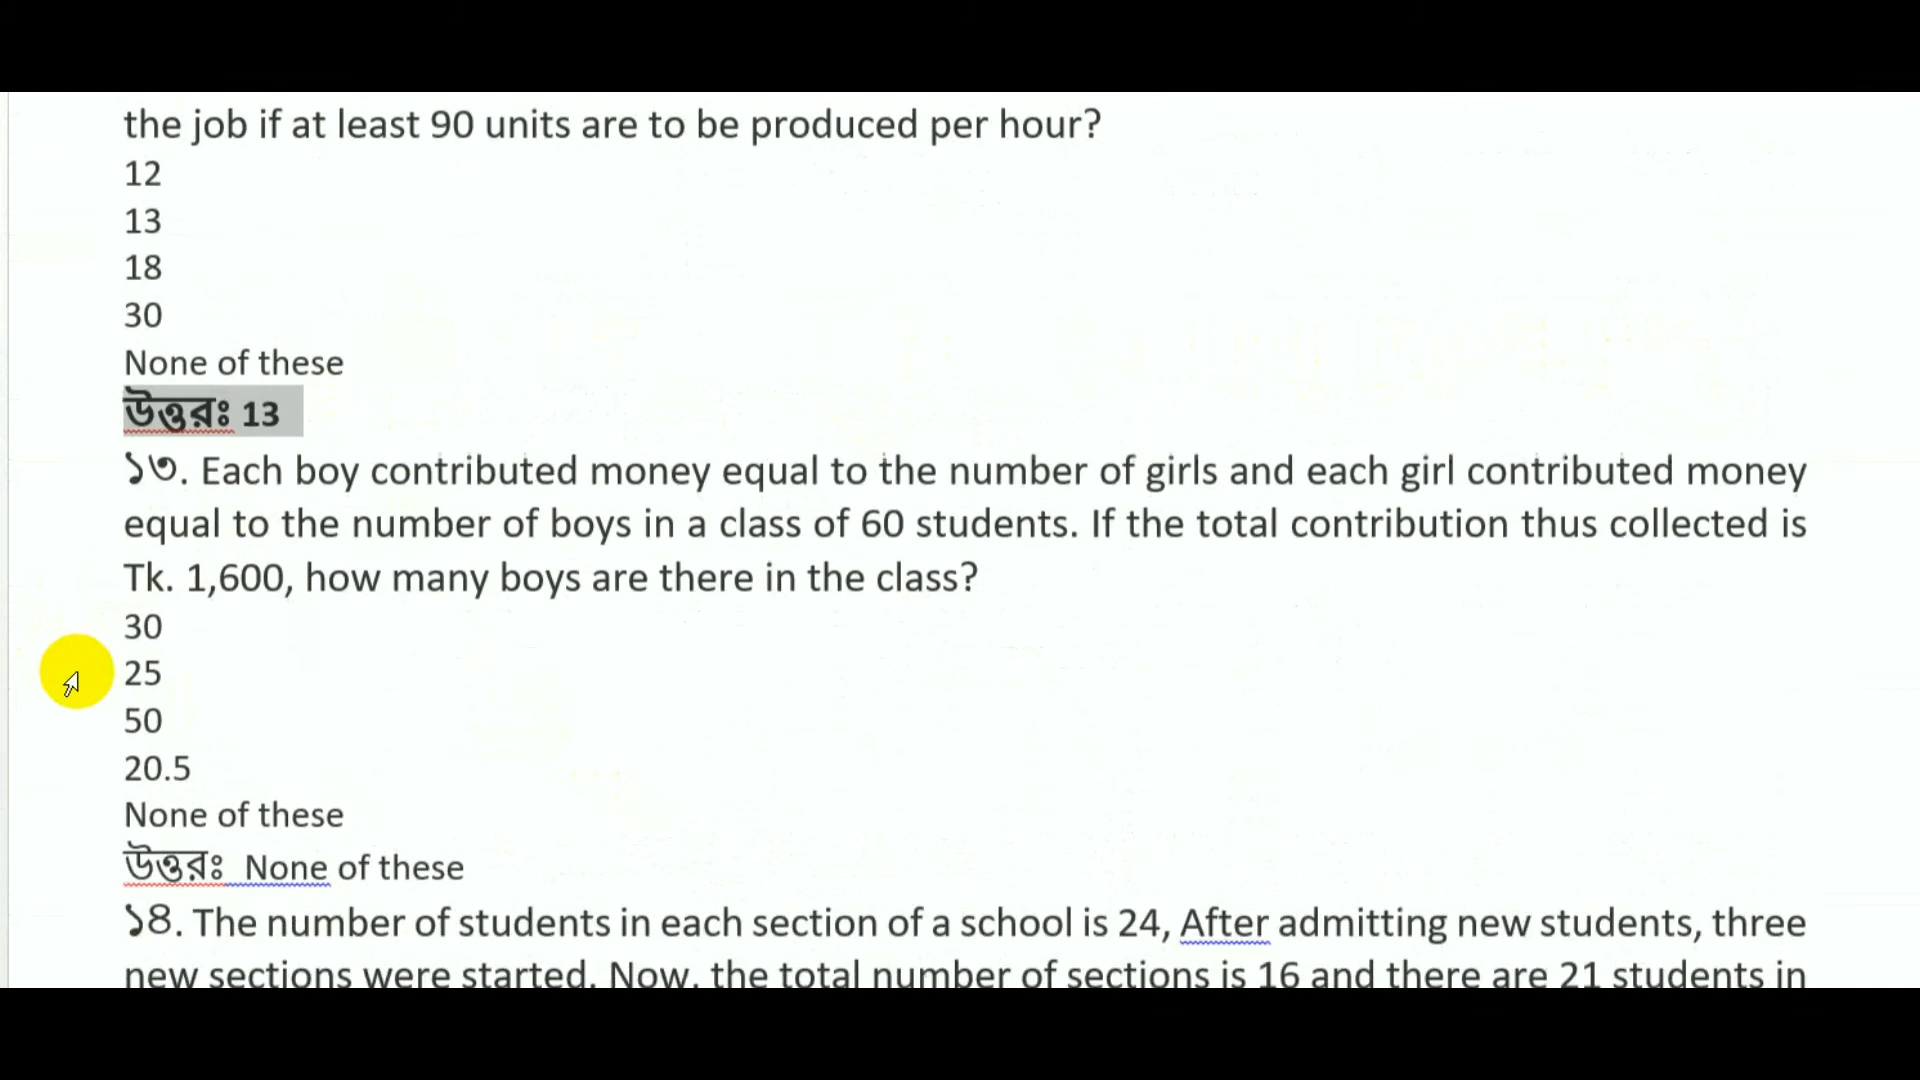 the job if at least 90 units are to be produced per hour?
12
13
18
30
None of these
উত্তরঃ 13
১৩. Each boy contributed money equal to the number of girls and each girl contributed money
equal to the number of boys in a class of 60 students. If the total contribution thus collected is
Tk. 1,600, how many boys are there in the class?
30
25
50
20.5
None of these
উত্তরঃ None of these
১৪. The number of students in each section of a school is 24, After admitting new students, three
new sections were started. Now, the total number of sections is 16 and there are 21 students in